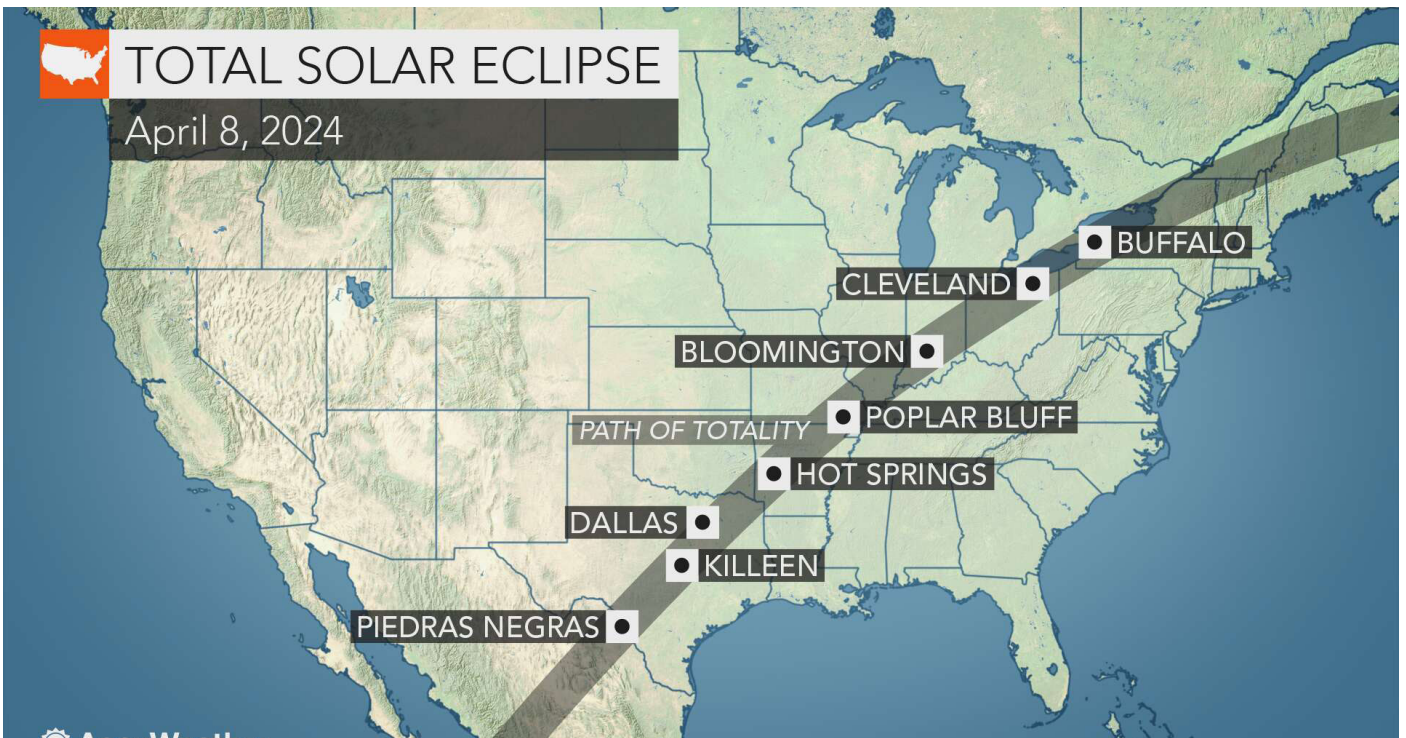 TOTAL SOLAR ECLIPSE
April 8, 2024
BUFFALO
CLEVELAND
BLOOMINGTON
POPLAR BLUFF
PATH OF TOTALITY
HOT SPRINGS
DALLAS
KILLEEN
PIEDRAS NEGRAS